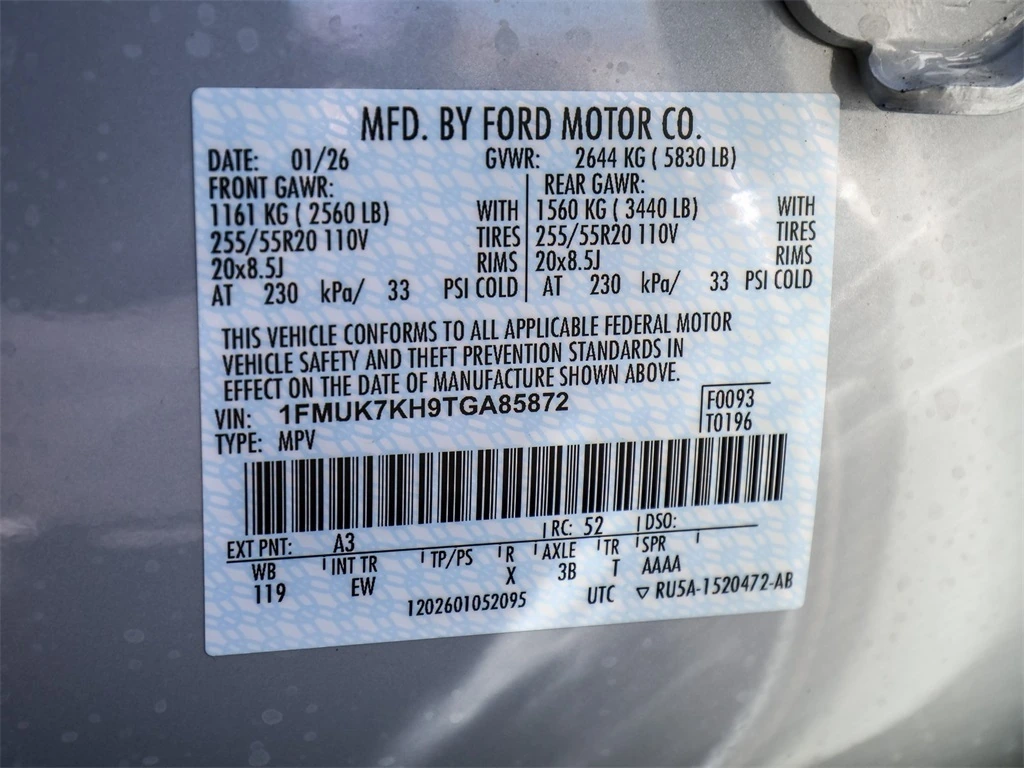 MFD. BY FORD MOTOR CO.
DATE: 01/26 GVWR: 2644 KG ( 5830 LB)
FRONT GAWR: REAR GAWR:
1161 KG ( 2560 LB) WITH 1560 KG ( 3440 LB) WITH
255/55R20 110V TIRES 255/55R20 110V TIRES
20x8.5J RIMS 20x8.5J RIMS
AT 230 kPa/ 33 PSI COLD AT 230 kPa/ 33 PSI COLD
THIS VEHICLE CONFORMS TO ALL APPLICABLE FEDERAL MOTOR
VEHICLE SAFETY AND THEFT PREVENTION STANDARDS IN
EFFECT ON THE DATE OF MANUFACTURE SHOWN ABOVE.
VIN: 1FMUK7KH9TGA85872 F0093
TYPE: MPV T0196
EXT PNT: A3 RC: 52 DSO:
WB INT TR TP/PS R AXLE TR SPR
119 EW X 3B T AAAA
1202601052095 UTC ▽ RU5A-1520472-AB